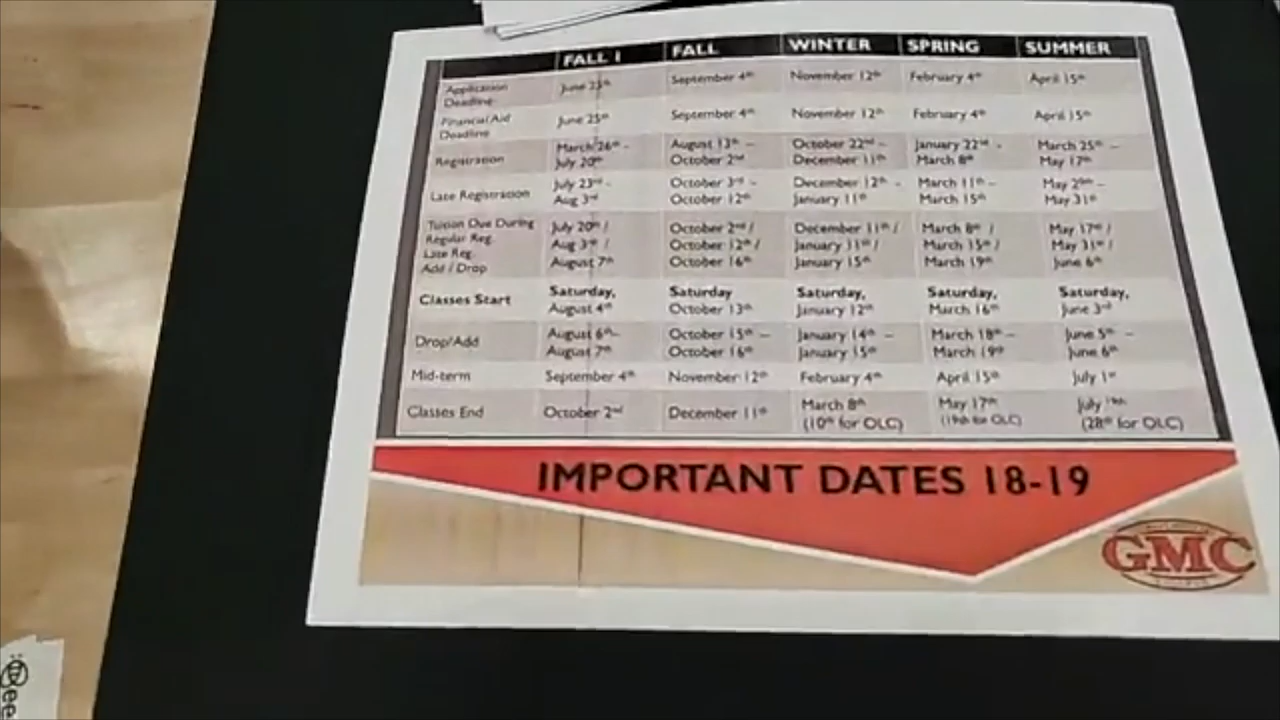 FALL I FALL WINTER SPRING SUMMER
Application June 25th September 4th November 12th February 4th April 15th
Deadline
Financial Aid June 25th September 4th November 12th February 4th April 15th
Deadline
March 26th – August 13th – October 22nd – January 22nd - March 25th –
Registration July 20th October 2nd December 11th March 8th May 17th
July 23rd - October 3rd – December 12th - March 11th – May 29th –
Late Registration Aug 3rd October 12th January 11th March 15th May 31st
Tuition Due During July 20th / October 2nd / December 11th / March 8th / May 17th /
Regular Reg. Aug 3rd / October 12th / January 11th / March 15th / May 31st /
Late Reg. August 7th October 16th January 15th March 19th June 6th
Add / Drop
Saturday, Saturday Saturday, Saturday, Saturday,
Classes Start August 4th October 13th January 12th March 16th June 3rd
August 6th– October 15th – January 14th – March 18th – June 5th –
Drop/Add August 7th October 16th January 15th March 19th June 6th
Mid-term September 4th November 12th February 4th April 15th July 1st
March 8th May 17th July 19th
Classes End October 2nd December 11th (10th for OLC) (19th for OLC) (28th for OLC)
IMPORTANT DATES 18-19
GMC